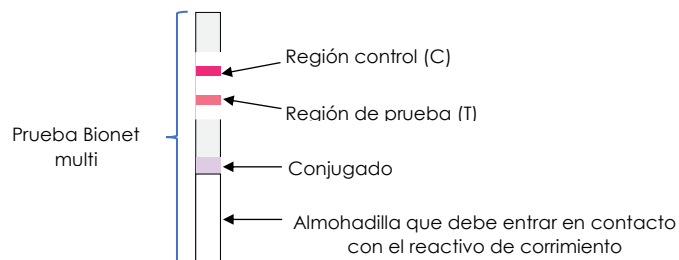 Región control (C)
Región de prueba (T)
Prueba Bionet
multi
Conjugado
Almohadilla que debe entrar en contacto
con el reactivo de corrimiento